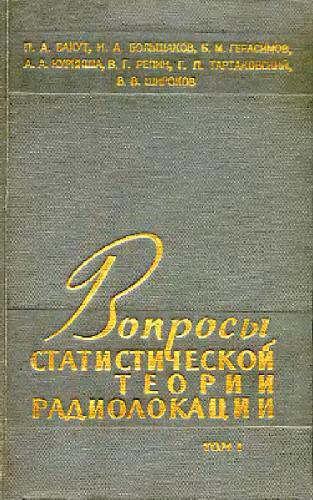 П. А. БАКУТ, И. А. БОЛЬШАКОВ, Б. М. ГЕРАСИМОВ,
А. А. КУРИКША, В. Г. РЕПИН, Г. П. ТАРТАКОВСКИЙ,
В. В. ШИРОКОВ
Вопросы
СТАТИСТИЧЕСКОЙ
ТЕОРИИ
РАДИОЛОКАЦИИ
ТОМ I